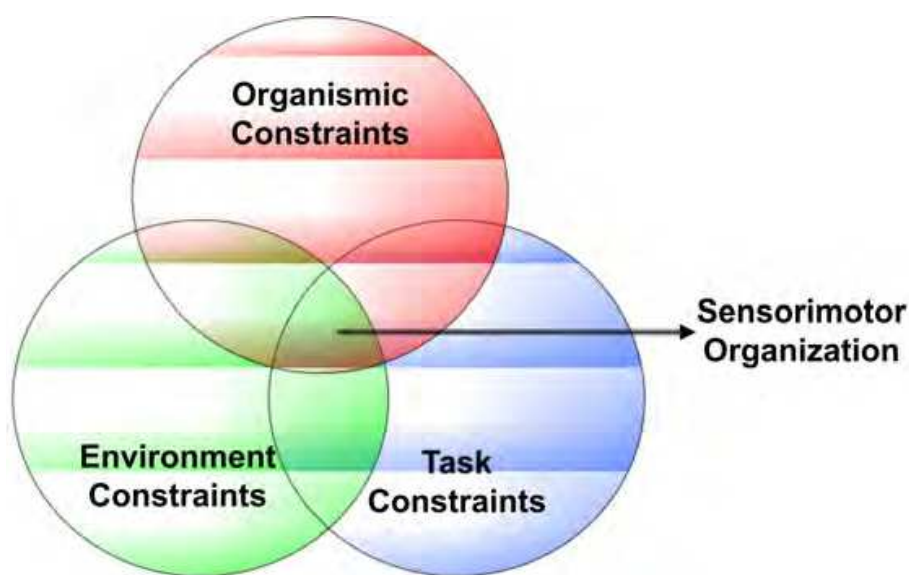 Organismic
Constraints
Sensorimotor
Organization
Environment
Constraints
Task
Constraints